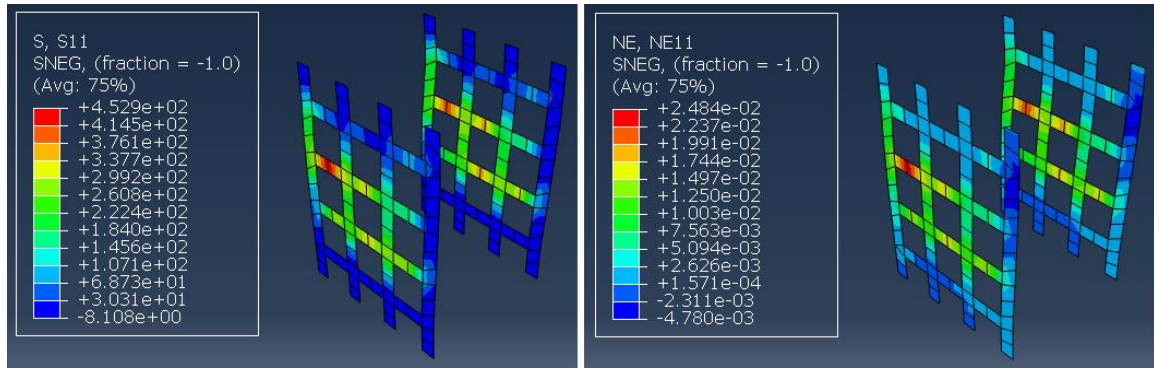 S, S11
SNEG, (fraction = -1.0)
(Avg: 75%)
+4.529e+02
+4.145e+02
+3.761e+02
+3.377e+02
+2.992e+02
+2.608e+02
+2.224e+02
+1.840e+02
+1.456e+02
+1.071e+02
+6.873e+01
+3.031e+01
-8.108e+00
NE, NE11
SNEG, (fraction = -1.0)
(Avg: 75%)
+2.484e-02
+2.237e-02
+1.991e-02
+1.744e-02
+1.497e-02
+1.250e-02
+1.003e-02
+7.563e-03
+5.094e-03
+2.626e-03
+1.571e-04
-2.311e-03
-4.780e-03